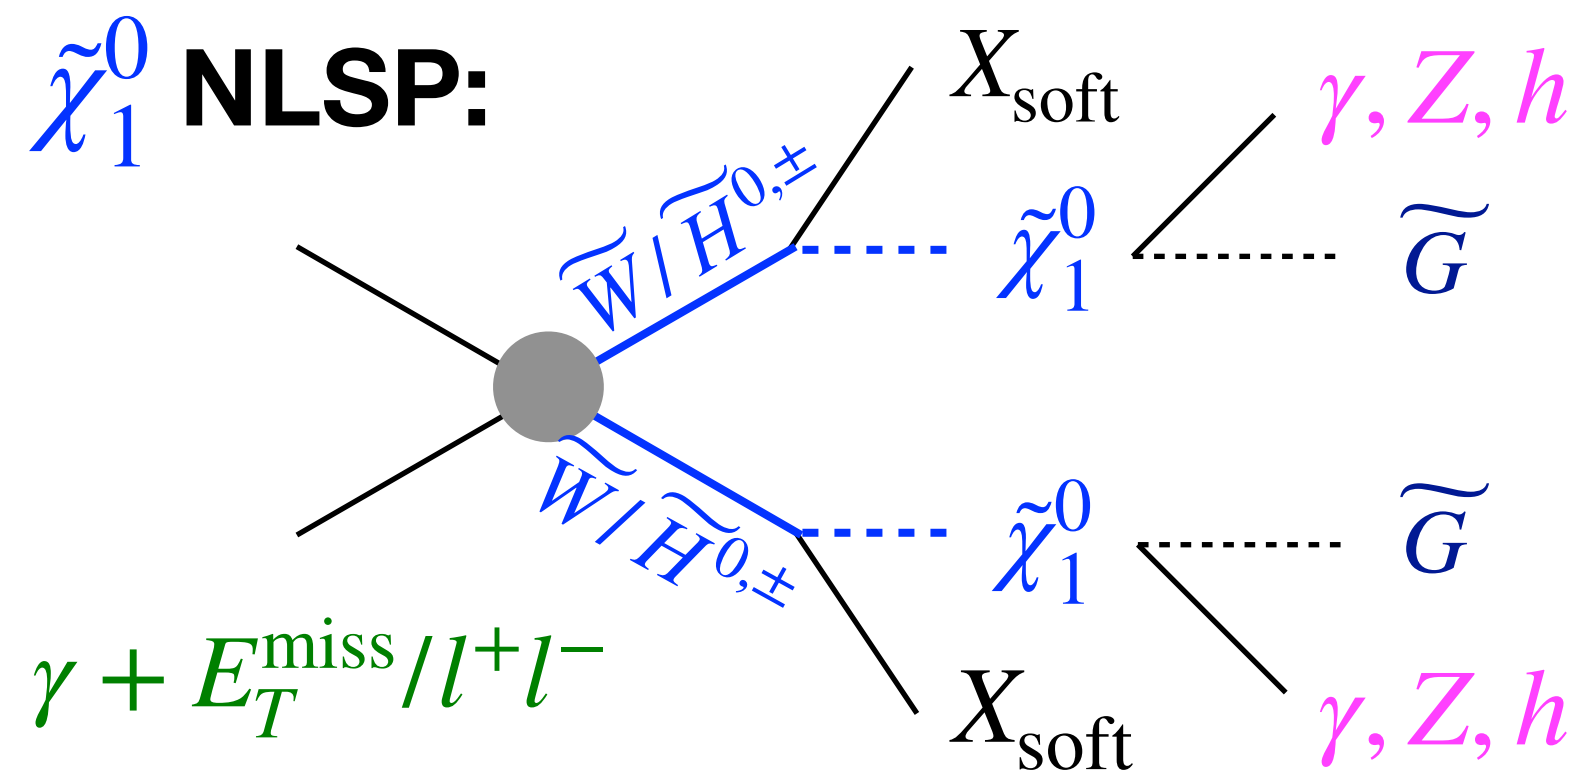 χ̃⁰₁ NLSP:
X_soft
γ, Z, h
W̃/H̃⁰,±
χ̃⁰₁
G̃
W̃/H̃⁰,±
χ̃⁰₁
G̃
γ + E_T^miss/l⁺l⁻
X_soft
γ, Z, h